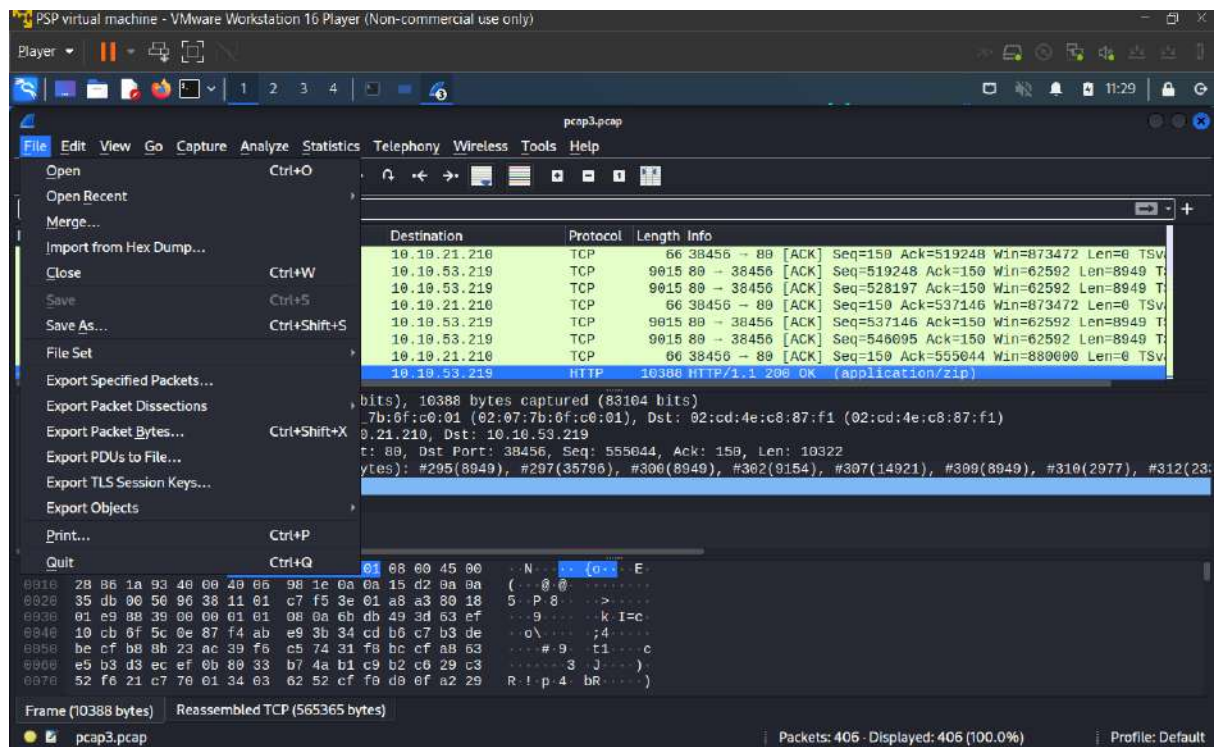 PSP virtual machine - VMware Workstation 16 Player (Non-commercial use only)
Player
1 2 3 4 11:29
pcap3.pcap
File Edit View Go Capture Analyze Statistics Telephony Wireless Tools Help
Open Ctrl+O
Open Recent
Merge...
Import from Hex Dump...
Close Ctrl+W
Save Ctrl+S
Save As... Ctrl+Shift+S
File Set
Export Specified Packets...
Export Packet Dissections
Export Packet Bytes... Ctrl+Shift+X
Export PDUs to File...
Export TLS Session Keys...
Export Objects
Print... Ctrl+P
Quit Ctrl+Q
Destination Protocol Length Info
10.10.21.210 TCP 66 38456 → 80 [ACK] Seq=150 Ack=519248 Win=873472 Len=0 TSv
10.10.53.219 TCP 9015 80 → 38456 [ACK] Seq=519248 Ack=150 Win=62592 Len=8949 T
10.10.53.219 TCP 9015 80 → 38456 [ACK] Seq=528197 Ack=150 Win=62592 Len=8949 T
10.10.21.210 TCP 66 38456 → 80 [ACK] Seq=150 Ack=537146 Win=873472 Len=0 TSv
10.10.53.219 TCP 9015 80 → 38456 [ACK] Seq=537146 Ack=150 Win=62592 Len=8949 T
10.10.53.219 TCP 9015 80 → 38456 [ACK] Seq=546095 Ack=150 Win=62592 Len=8949 T
10.10.21.210 TCP 66 38456 → 80 [ACK] Seq=150 Ack=555044 Win=880000 Len=0 TSv
10.10.53.219 HTTP 10388 HTTP/1.1 200 OK (application/zip)
bits), 10388 bytes captured (83104 bits)
_7b:6f:c0:01 (02:07:7b:6f:c0:01), Dst: 02:cd:4e:c8:87:f1 (02:cd:4e:c8:87:f1)
0.21.210, Dst: 10.10.53.219
t: 80, Dst Port: 38456, Seq: 555044, Ack: 150, Len: 10322
ytes): #295(8949), #297(35796), #300(8949), #302(9154), #307(14921), #309(8949), #310(2977), #312(23
01 08 00 45 00 ··N····· {o····E·
0010 28 86 1a 93 40 00 40 06 98 1e 0a 0a 15 d2 0a 0a (···@·@·
0020 35 db 00 50 96 38 11 01 c7 f5 3e 01 a8 a3 80 18 5··P·8·· ··>·····
0030 01 e9 88 39 00 00 01 01 08 0a 6b db 49 3d 63 ef ···9···· ··k·I=c·
0040 10 cb 6f 5c 0e 87 f4 ab e9 3b 34 cd b6 c7 b3 de ··o\···· ·;4·····
0050 be cf b8 8b 23 ac 39 f6 c5 74 31 f8 bc cf a8 63 ····#·9· ·t1····c
0060 e5 b3 d3 ec ef 0b 80 33 b7 4a b1 c9 b2 c6 29 c3 ·······3 ·J····)·
0070 52 f6 21 c7 70 01 34 03 62 52 cf f0 d0 0f a2 29 R·!·p·4· bR·····)
Frame (10388 bytes) Reassembled TCP (565365 bytes)
pcap3.pcap Packets: 406 · Displayed: 406 (100.0%) Profile: Default